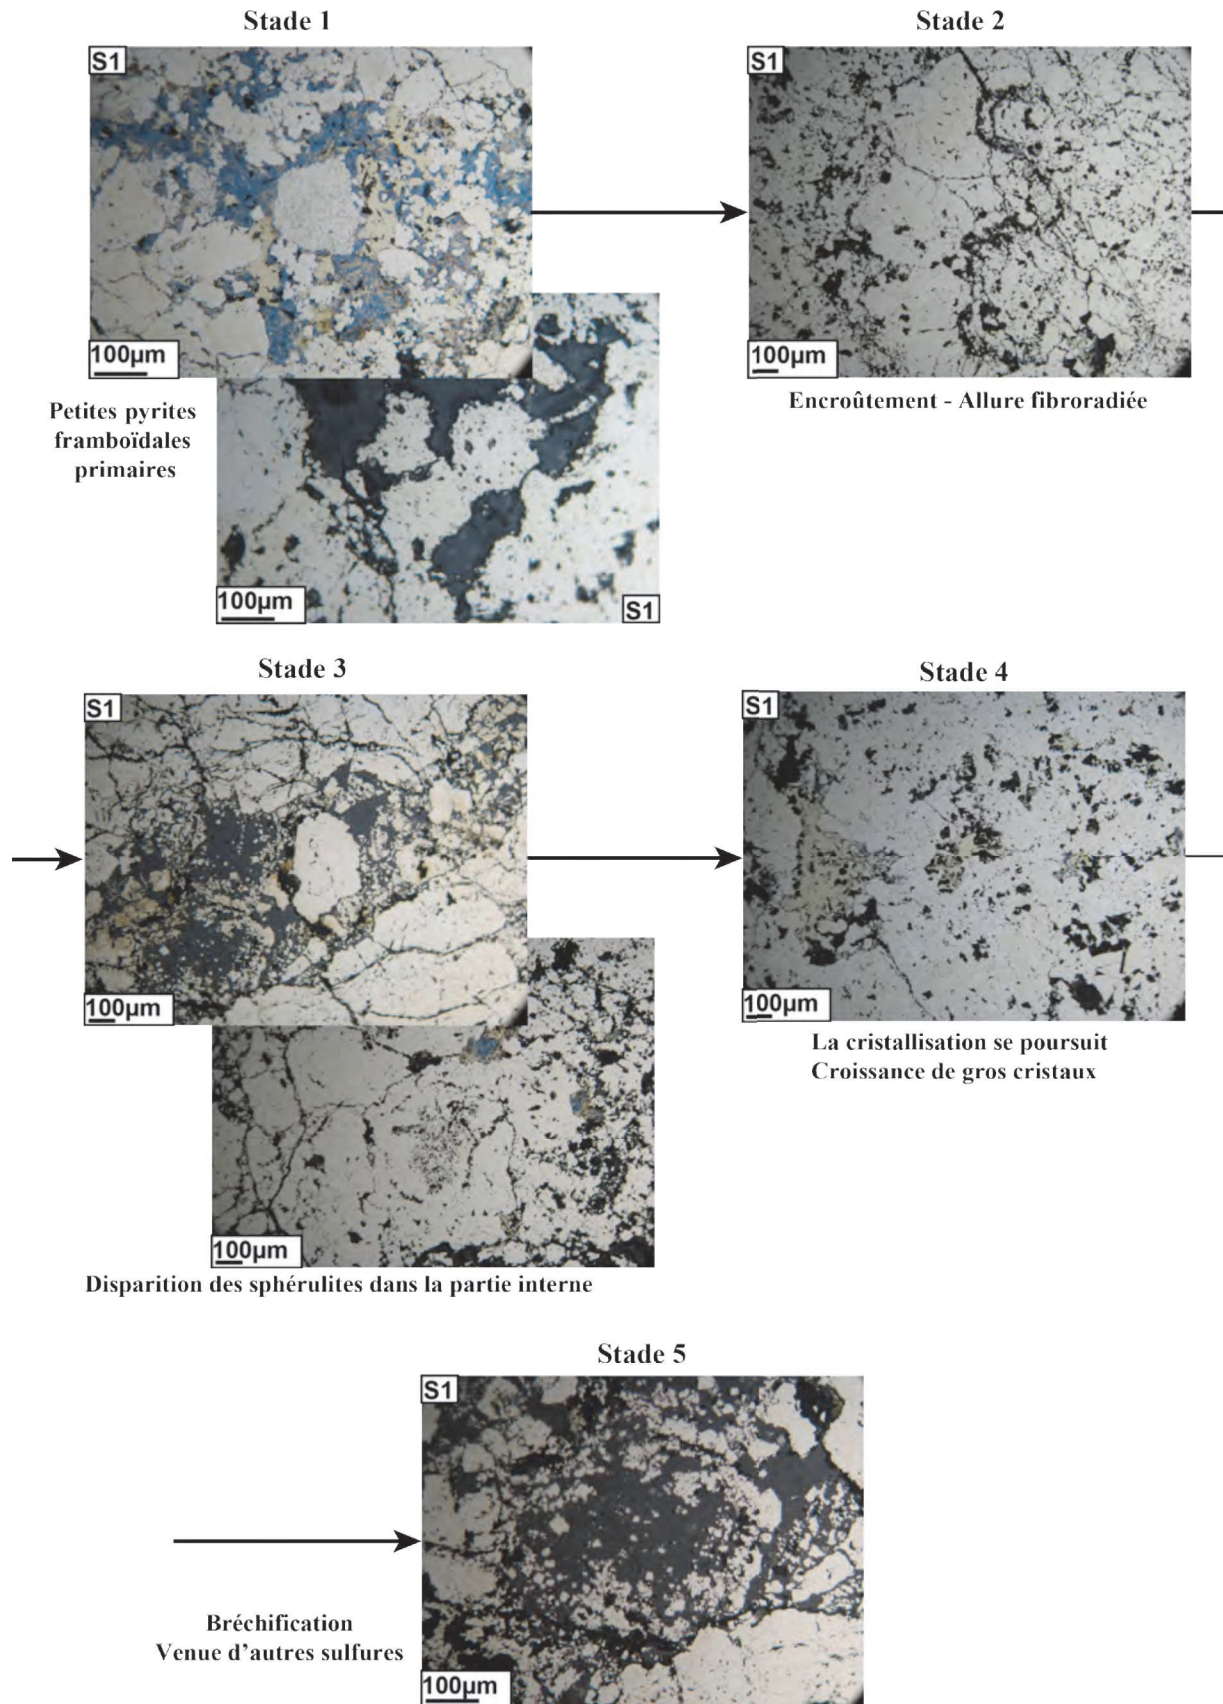 Stade 1
S1
100µm
Petites pyrites
framboïdales
primaires
100µm
S1
Stade 2
S1
100µm
Encroûtement - Allure fibroradiée
Stade 3
S1
100µm
100µm
Disparition des sphérulites dans la partie interne
Stade 4
S1
100µm
La cristallisation se poursuit
Croissance de gros cristaux
Stade 5
S1
100µm
Bréchification
Venue d'autres sulfures